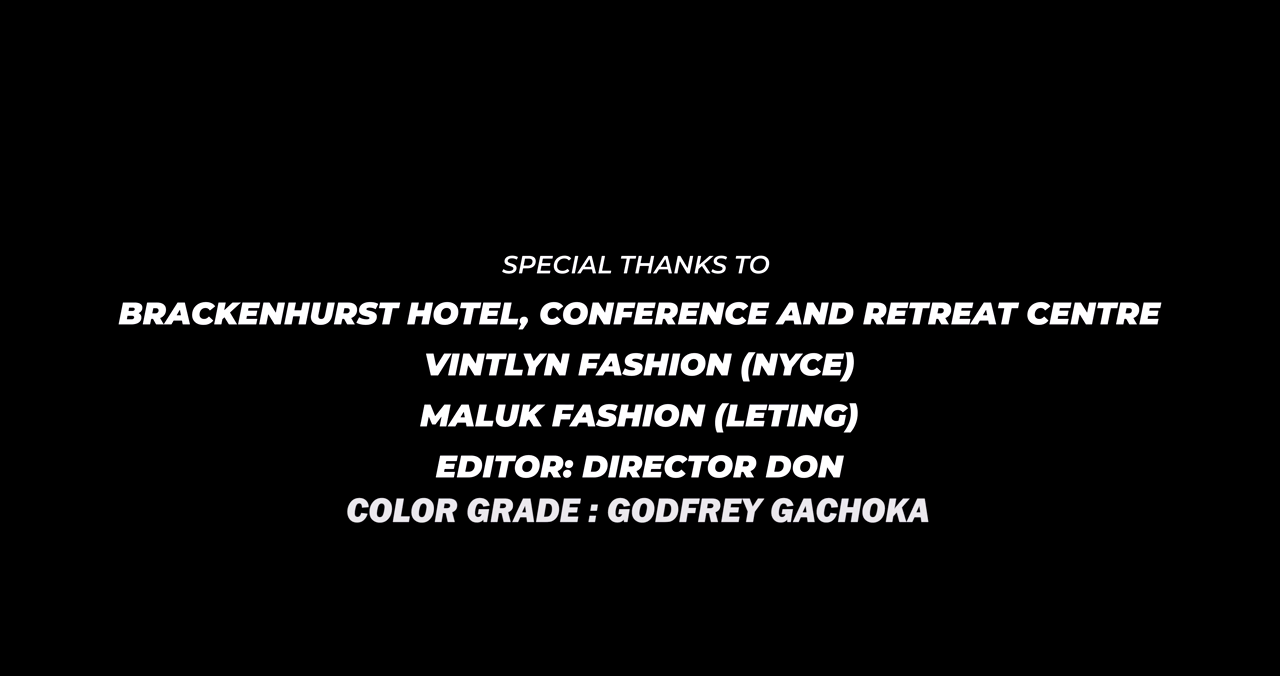 SPECIAL THANKS TO
BRACKENHURST HOTEL, CONFERENCE AND RETREAT CENTRE
VINTLYN FASHION (NYCE)
MALUK FASHION (LETING)
EDITOR: DIRECTOR DON
COLOR GRADE : GODFREY GACHOKA